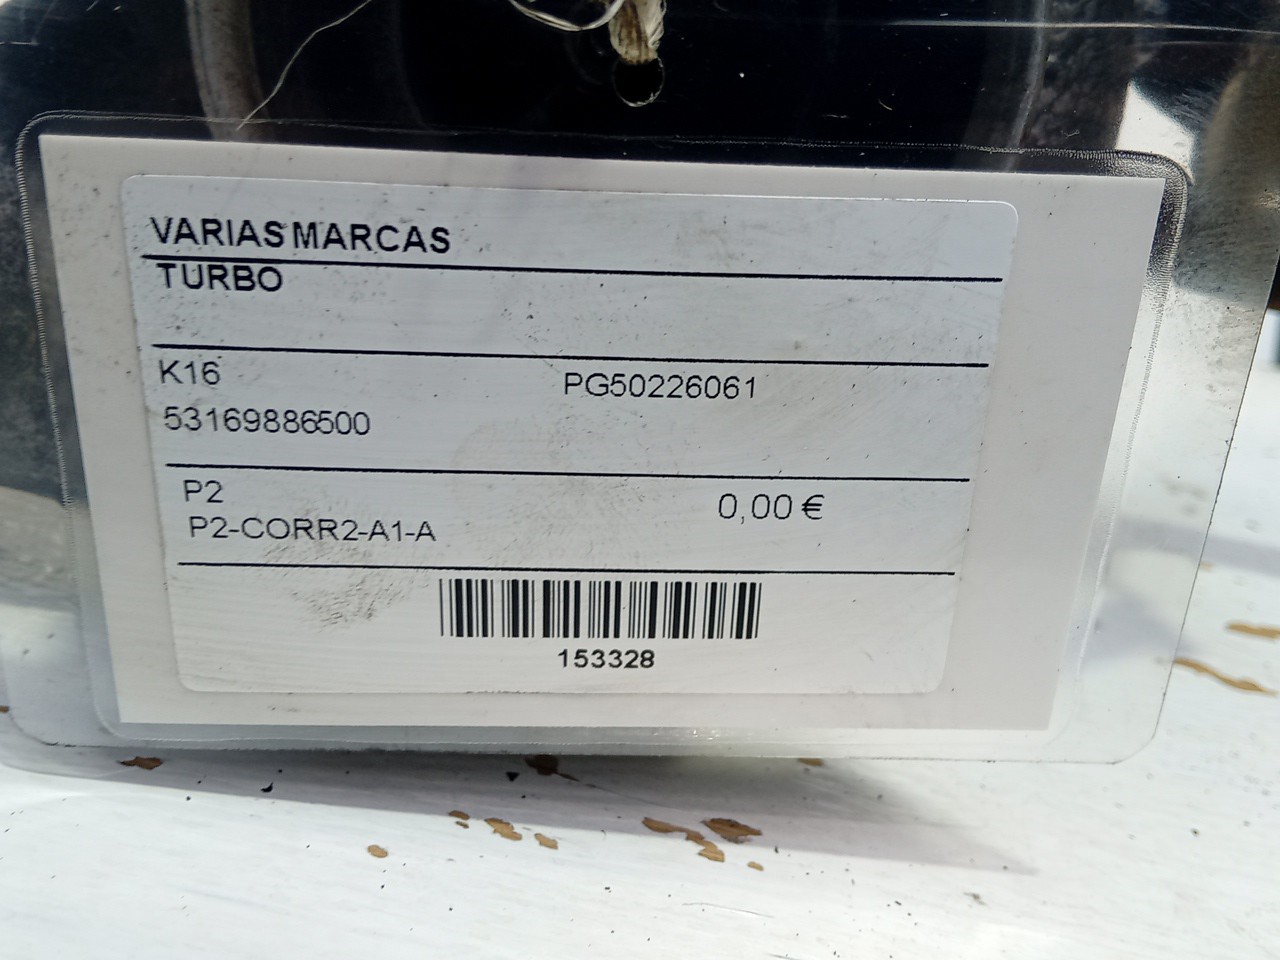 VARIAS MARCAS
TURBO
K16 PG50226061
53169886500
P2 0,00 €
P2-CORR2-A1-A
153328